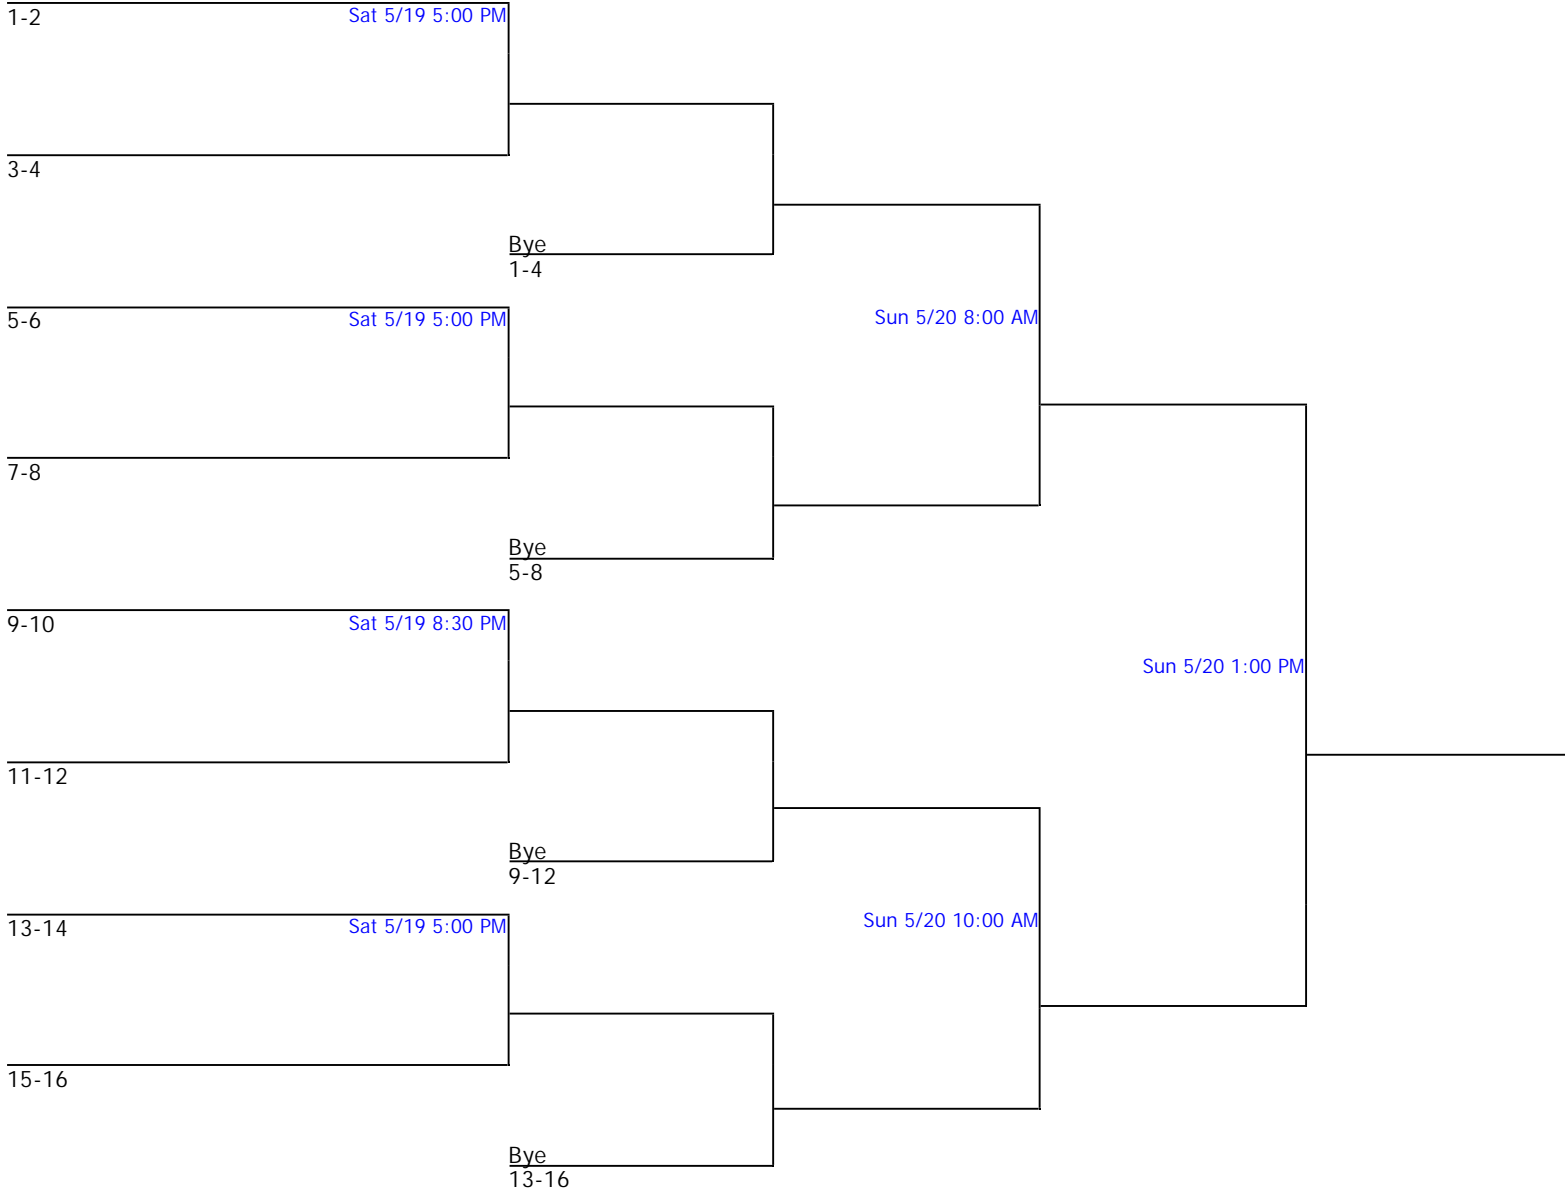 1-2
Sat 5/19 5:00 PM
3-4
Bye
1-4
5-6
Sat 5/19 5:00 PM
Sun 5/20 8:00 AM
7-8
Bye
5-8
9-10
Sat 5/19 8:30 PM
Sun 5/20 1:00 PM
11-12
Bye
9-12
13-14
Sat 5/19 5:00 PM
Sun 5/20 10:00 AM
15-16
Bye
13-16